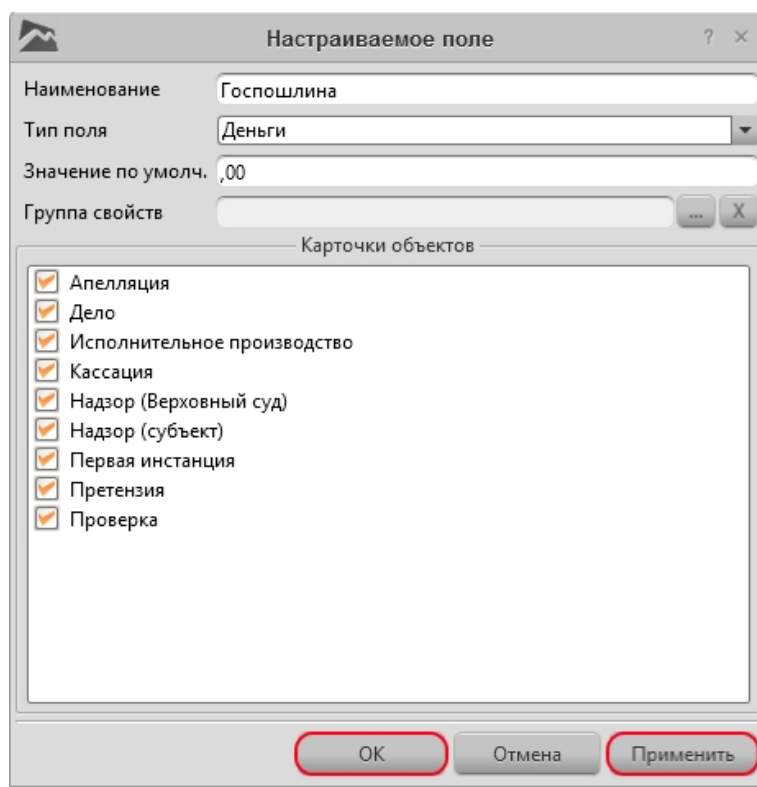 Настраиваемое поле ? ×
Наименование Госпошлина
Тип поля Деньги
Значение по умолч. ,00
Группа свойств ... X
Карточки объектов
Апелляция
Дело
Исполнительное производство
Кассация
Надзор (Верховный суд)
Надзор (субъект)
Первая инстанция
Претензия
Проверка
OK Отмена Применить